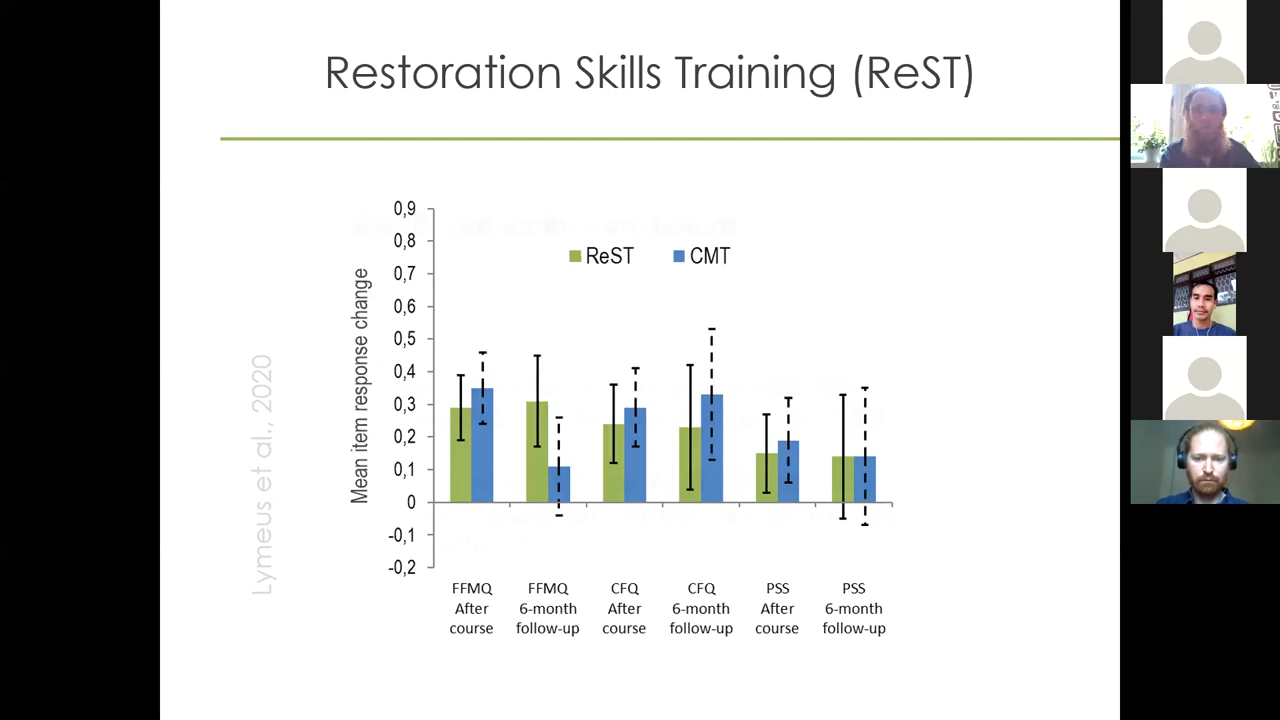 Restoration Skills Training (ReST)
Lymeus et al., 2020
Mean item response change
0,9
0,8
0,7
0,6
0,5
0,4
0,3
0,2
0,1
0
-0,1
-0,2
ReST
CMT
FFMQ
After
course
FFMQ
6-month
follow-up
CFQ
After
course
CFQ
6-month
follow-up
PSS
After
course
PSS
6-month
follow-up